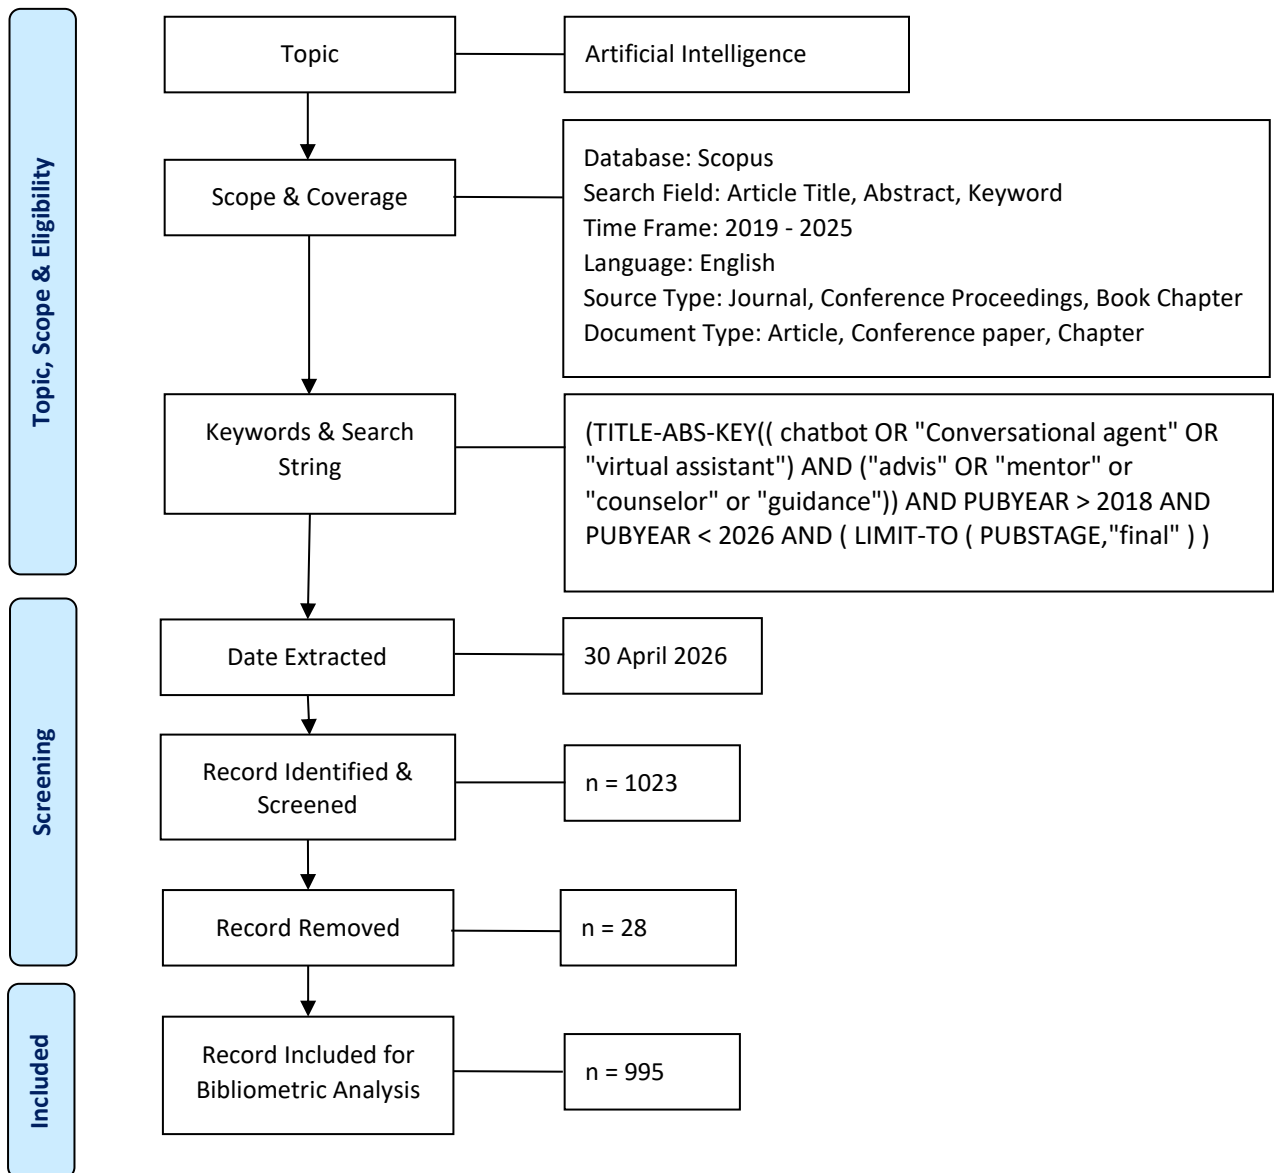 Topic, Scope & Eligibility
Topic
Artificial Intelligence
Scope & Coverage
Database: Scopus
Search Field: Article Title, Abstract, Keyword
Time Frame: 2019 - 2025
Language: English
Source Type: Journal, Conference Proceedings, Book Chapter
Document Type: Article, Conference paper, Chapter
Keywords & Search
String
(TITLE-ABS-KEY(( chatbot OR "Conversational agent" OR
"virtual assistant") AND ("advis" OR "mentor" or
"counselor" or "guidance")) AND PUBYEAR > 2018 AND
PUBYEAR < 2026 AND ( LIMIT-TO ( PUBSTAGE,"final" ) )
Screening
Date Extracted
30 April 2026
Record Identified &
Screened
n = 1023
Record Removed
n = 28
Included
Record Included for
Bibliometric Analysis
n = 995